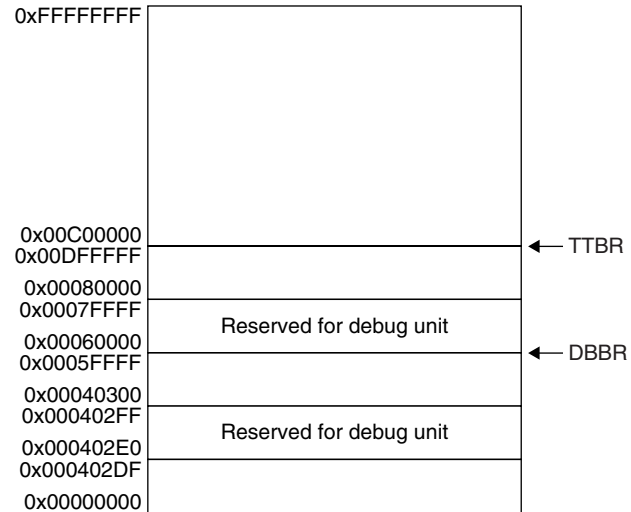 0xFFFFFFFF
0x00C00000
0x00DFFFFF
TTBR
0x00080000
0x0007FFFF
Reserved for debug unit
0x00060000
0x0005FFFF
DBBR
0x00040300
0x000402FF
Reserved for debug unit
0x000402E0
0x000402DF
0x00000000